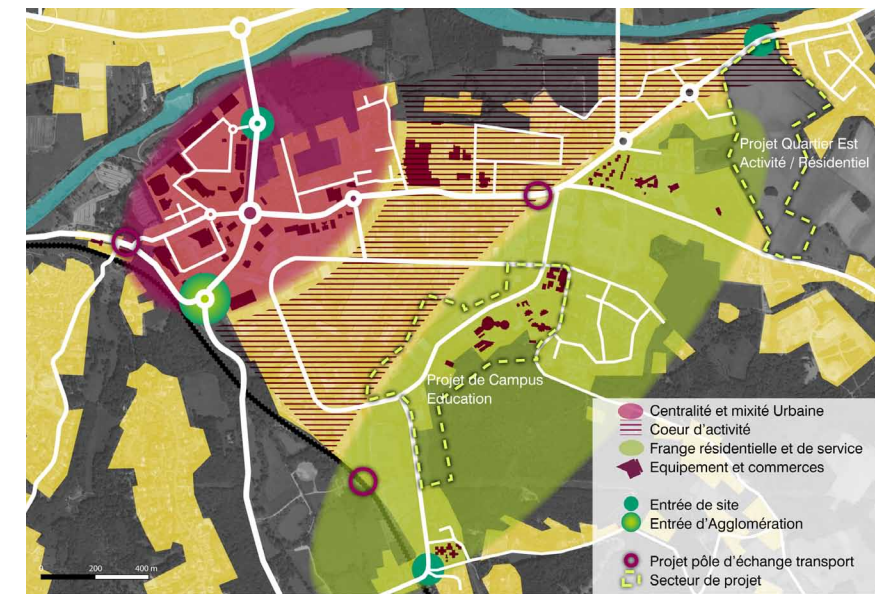 Projet Quartier Est
Activité / Résidentiel
Projet de Campus
Education
Centralité et mixité Urbaine
Coeur d'activité
Frange résidentielle et de service
Equipement et commerces
Entrée de site
Entrée d'Agglomération
Projet pôle d'échange transport
Secteur de projet
0 200 400 m